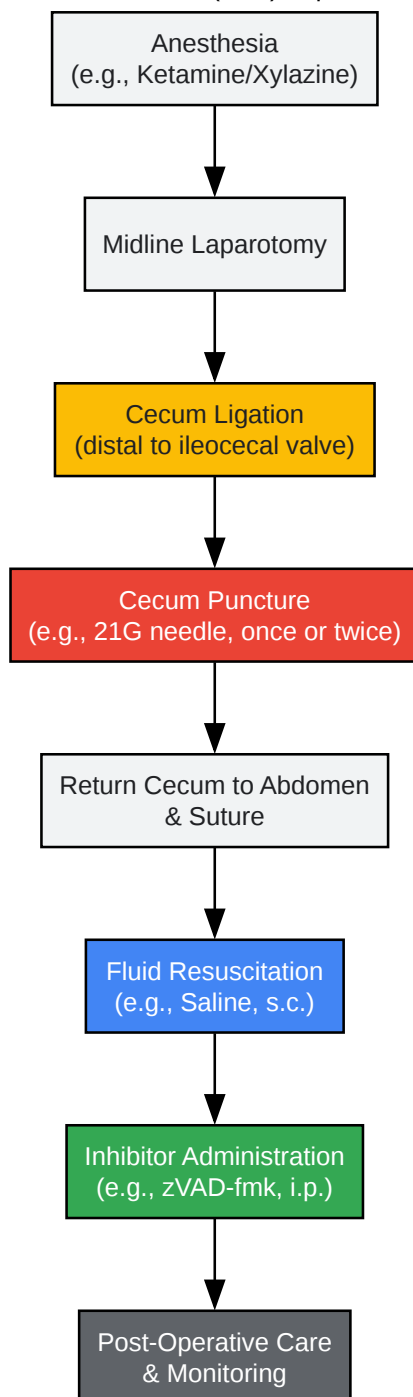 Anesthesia
(e.g., Ketamine/Xylazine)
Midline Laparotomy
Cecum Ligation
(distal to ileocecal valve)
Cecum Puncture
(e.g., 21G needle, once or twice)
Return Cecum to Abdomen
& Suture
Fluid Resuscitation
(e.g., Saline, s.c.)
Inhibitor Administration
(e.g., zVAD-fmk, i.p.)
Post-Operative Care
& Monitoring